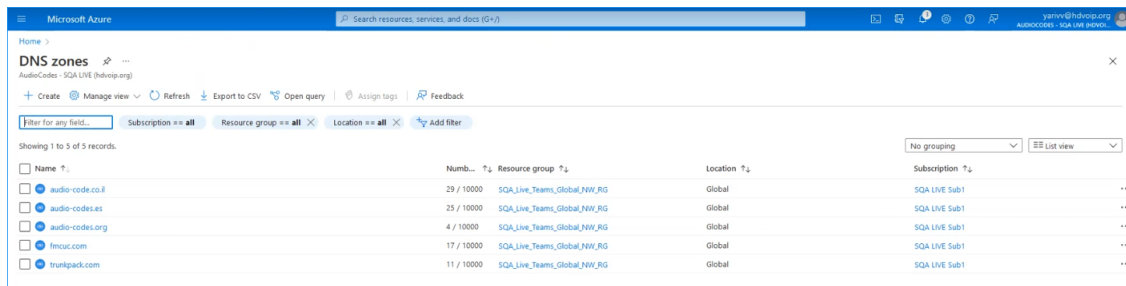 Microsoft Azure
Search resources, services, and docs (G+/)
yarivv@hdvoip.org
AUDIOCODES - SQA LIVE (HDVOI...
Home >
DNS zones
AudioCodes - SQA LIVE (hdvoip.org)
+ Create Manage view Refresh Export to CSV Open query Assign tags Feedback
Filter for any field... Subscription == all Resource group == all Location == all Add filter
Showing 1 to 5 of 5 records. No grouping List view
Name Numb... Resource group Location Subscription
audio-code.co.il 29 / 10000 SQA_Live_Teams_Global_NW_RG Global SQA LIVE Sub1
audio-codes.es 25 / 10000 SQA_Live_Teams_Global_NW_RG Global SQA LIVE Sub1
audio-codes.org 4 / 10000 SQA_Live_Teams_Global_NW_RG Global SQA LIVE Sub1
fmcuc.com 17 / 10000 SQA_Live_Teams_Global_NW_RG Global SQA LIVE Sub1
trunkpack.com 11 / 10000 SQA_Live_Teams_Global_NW_RG Global SQA LIVE Sub1